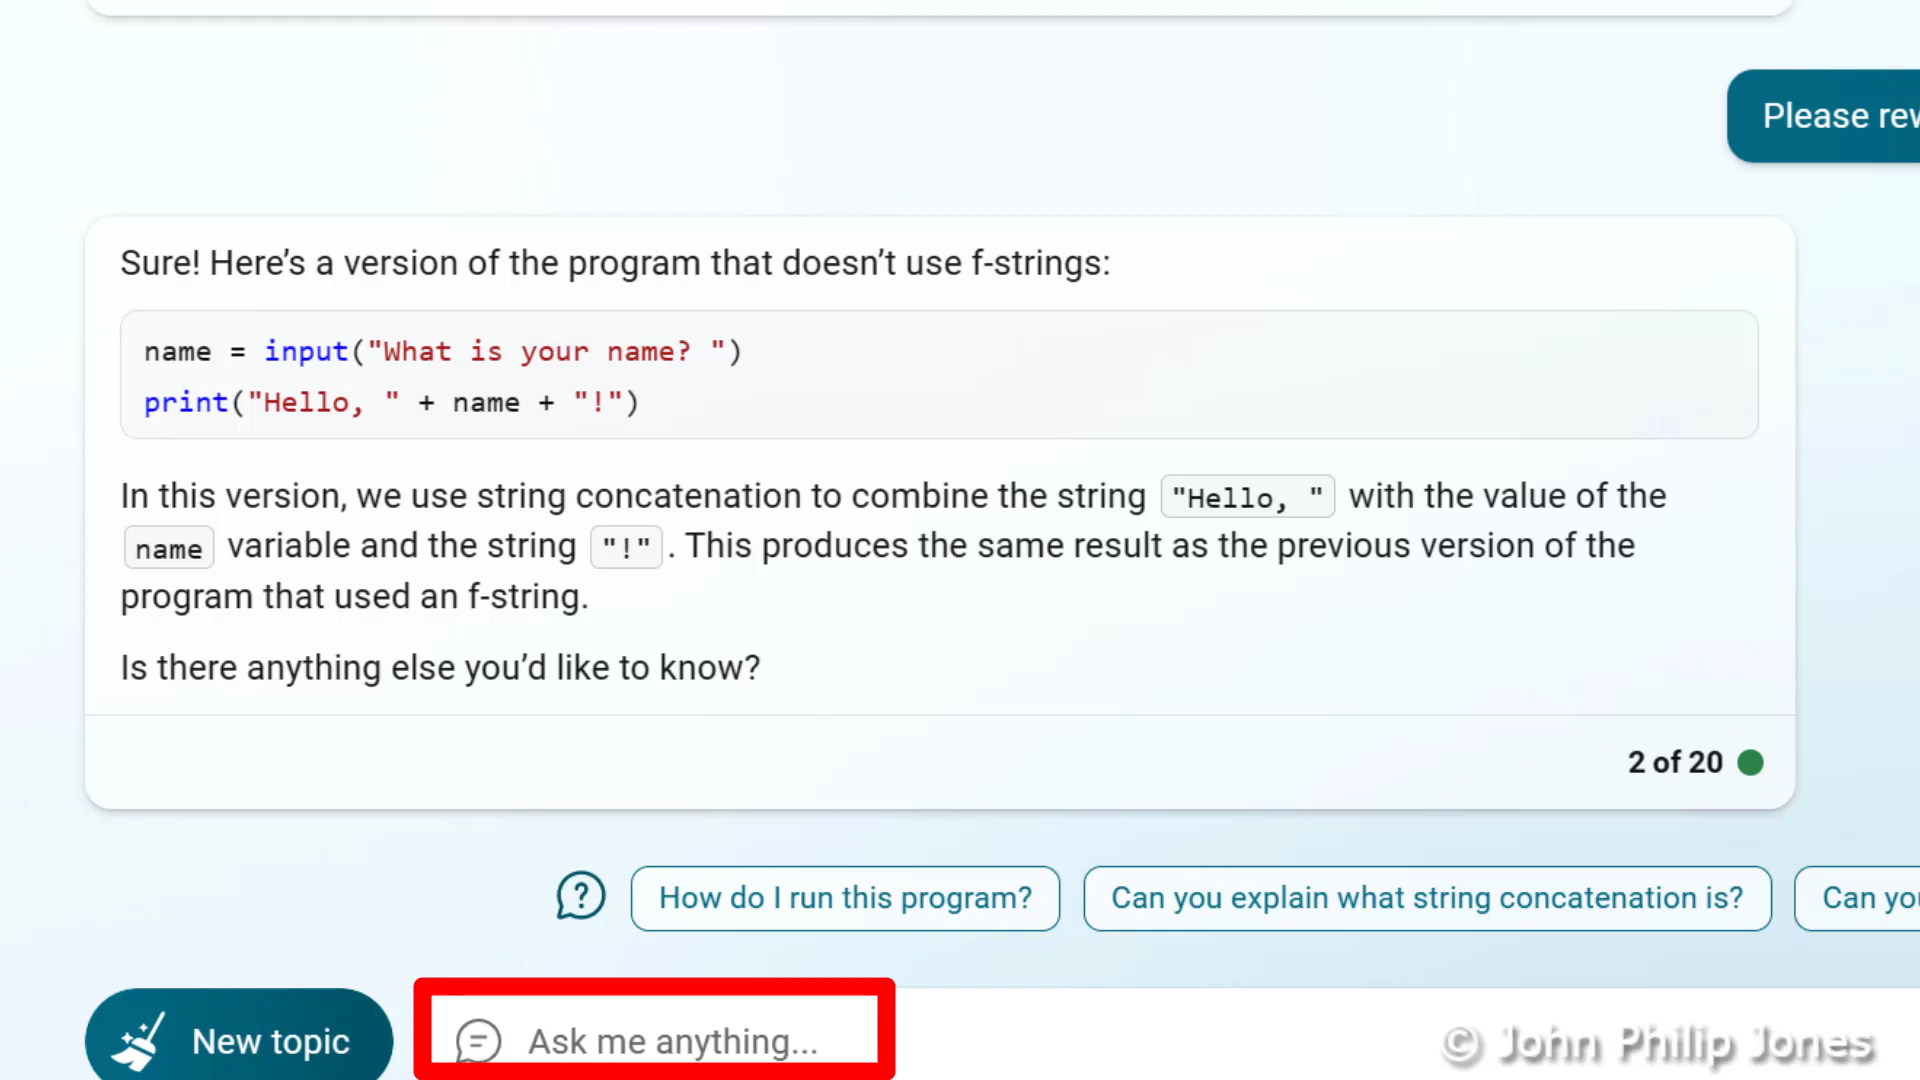 Please
Sure! Here’s a version of the program that doesn’t use f-strings:
name = input("What is your name? ")
print("Hello, " + name + "!")
In this version, we use string concatenation to combine the string "Hello, " with the value of the
name variable and the string "!". This produces the same result as the previous version of the
program that used an f-string.
Is there anything else you’d like to know?
2 of 20
How do I run this program?
Can you explain what string concatenation is?
Can
New topic
Ask me anything...
© John Philip Jones